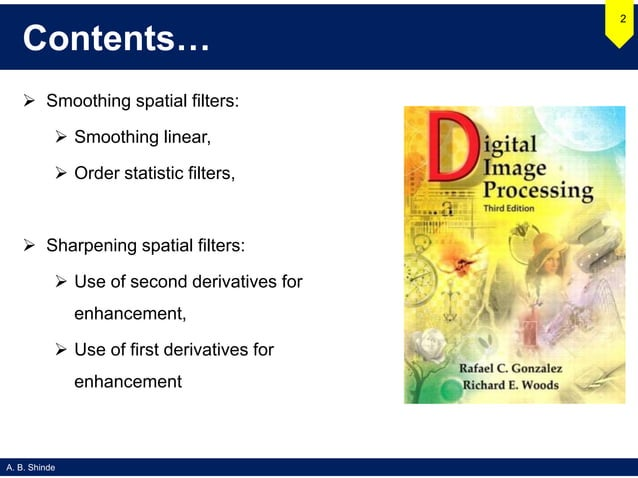 2
Contents…
➢ Smoothing spatial filters:
➢ Smoothing linear,
➢ Order statistic filters,
➢ Sharpening spatial filters:
➢ Use of second derivatives for
enhancement,
➢ Use of first derivatives for
enhancement
Digital
Image
Processing
Third Edition
Rafael C. Gonzalez
Richard E. Woods
A. B. Shinde